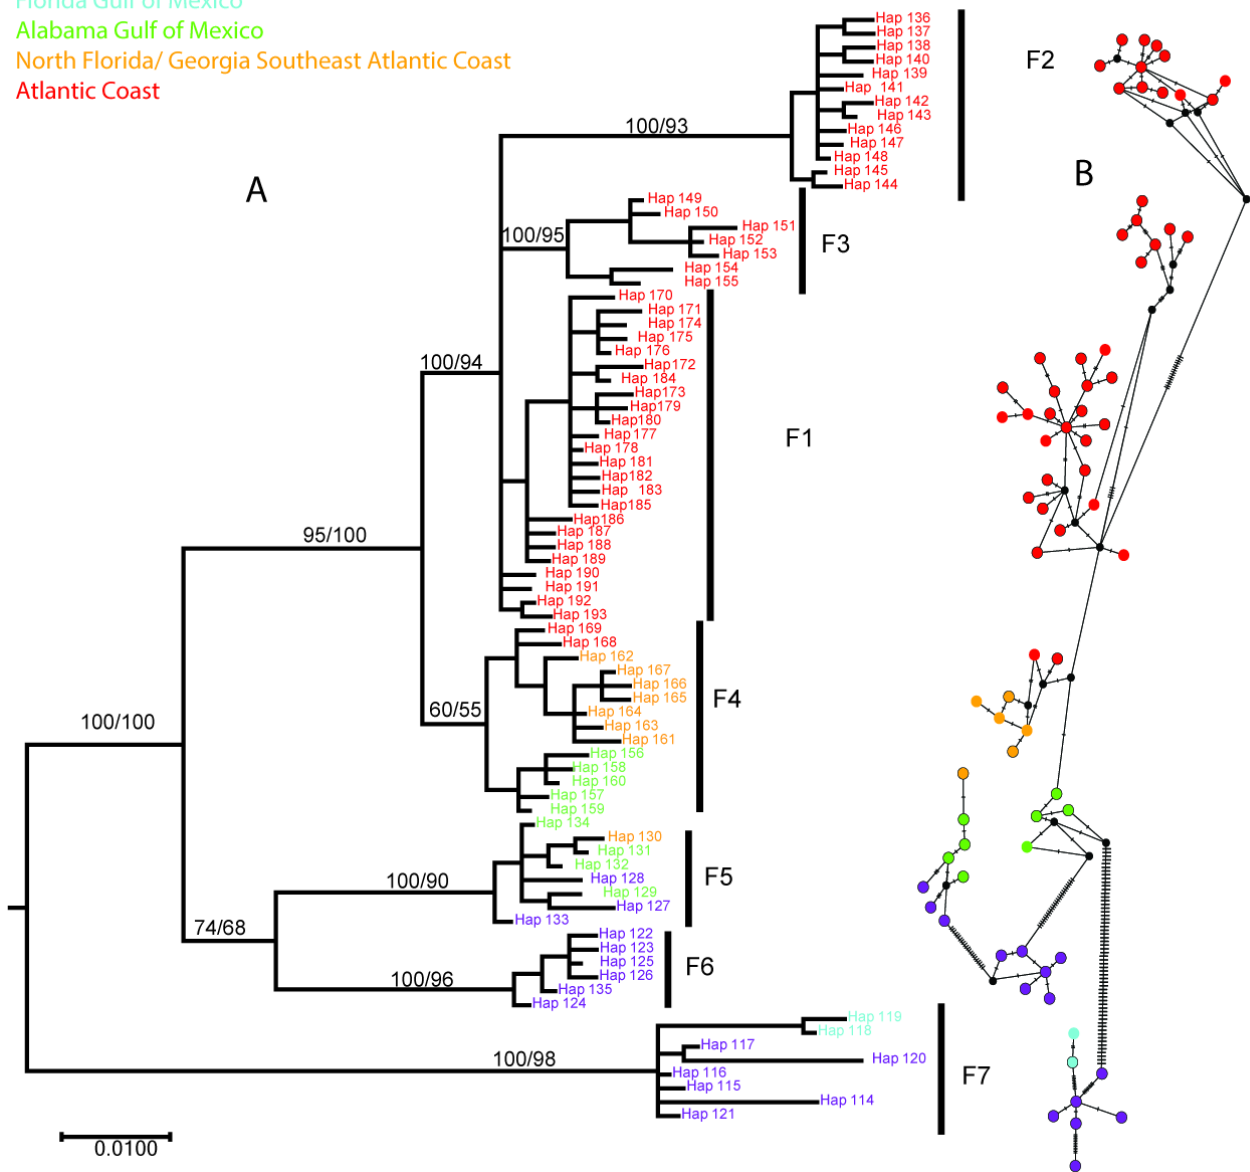 Florida Gulf of Mexico
Alabama Gulf of Mexico
North Florida/ Georgia Southeast Atlantic Coast
Atlantic Coast
A
B
100/93
Hap 136
Hap 137
Hap 138
Hap 140
Hap 139
Hap 141
Hap 142
Hap 143
Hap 146
Hap 147
Hap 148
Hap 145
Hap 144
F2
100/95
Hap 149
Hap 150
Hap 151
Hap 152
Hap 153
Hap 154
Hap 155
F3
100/94
Hap 170
Hap 171
Hap 174
Hap 175
Hap 176
Hap172
Hap 184
Hap173
Hap179
Hap180
Hap 177
Hap 178
Hap 181
Hap182
Hap 183
Hap185
Hap186
Hap 187
Hap 188
Hap 189
Hap 190
Hap 191
Hap 192
Hap 193
F1
95/100
60/55
Hap 169
Hap 168
Hap 162
Hap 167
Hap 166
Hap 165
Hap 164
Hap 163
Hap 161
Hap 156
Hap 158
Hap 160
Hap 157
Hap 159
F4
100/100
100/90
Hap 134
Hap 130
Hap 131
Hap 132
Hap 128
Hap 129
Hap 127
Hap 133
F5
74/68
100/96
Hap 122
Hap 123
Hap 125
Hap 126
Hap 135
Hap 124
F6
100/98
Hap 119
Hap 118
Hap 117
Hap 120
Hap 116
Hap 115
Hap 114
Hap 121
F7
0.0100